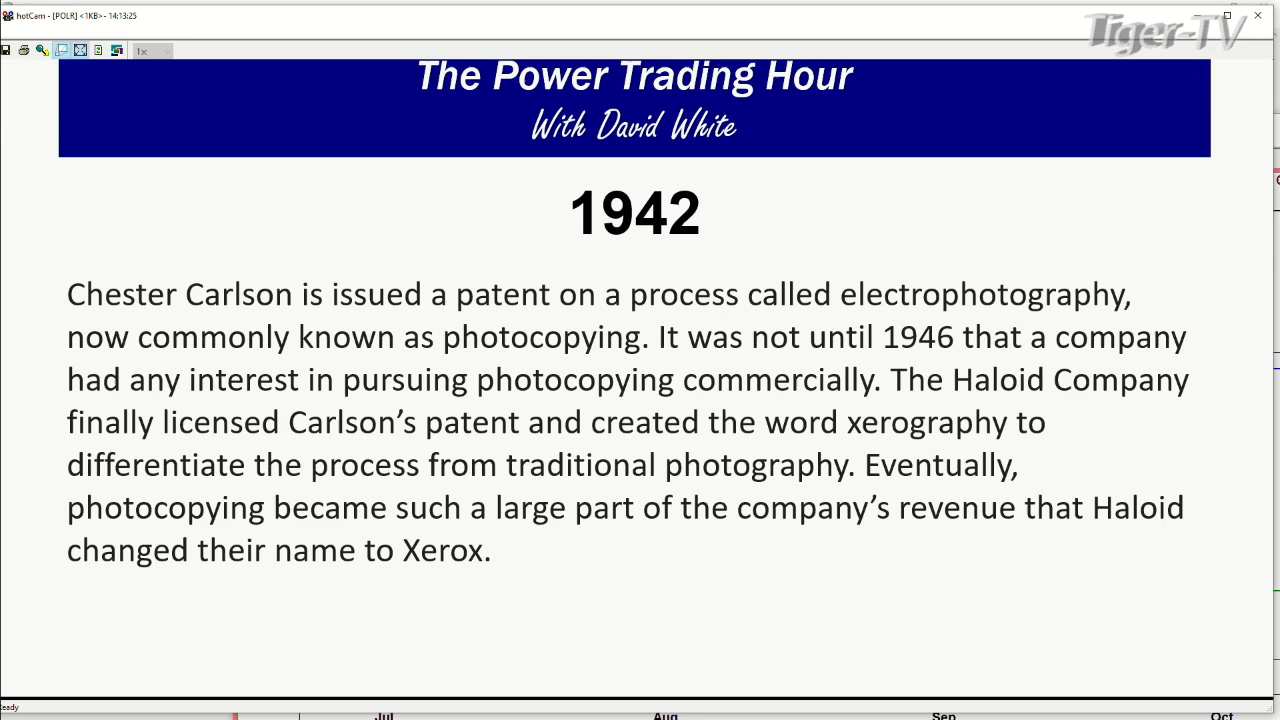 hotCam - [POLR] <1KB> - 14:13:25
Tiger-TV
1x
The Power Trading Hour
With David White
1942
Chester Carlson is issued a patent on a process called electrophotography,
now commonly known as photocopying. It was not until 1946 that a company
had any interest in pursuing photocopying commercially. The Haloid Company
finally licensed Carlson’s patent and created the word xerography to
differentiate the process from traditional photography. Eventually,
photocopying became such a large part of the company’s revenue that Haloid
changed their name to Xerox.
Jul Aug Sep Oct